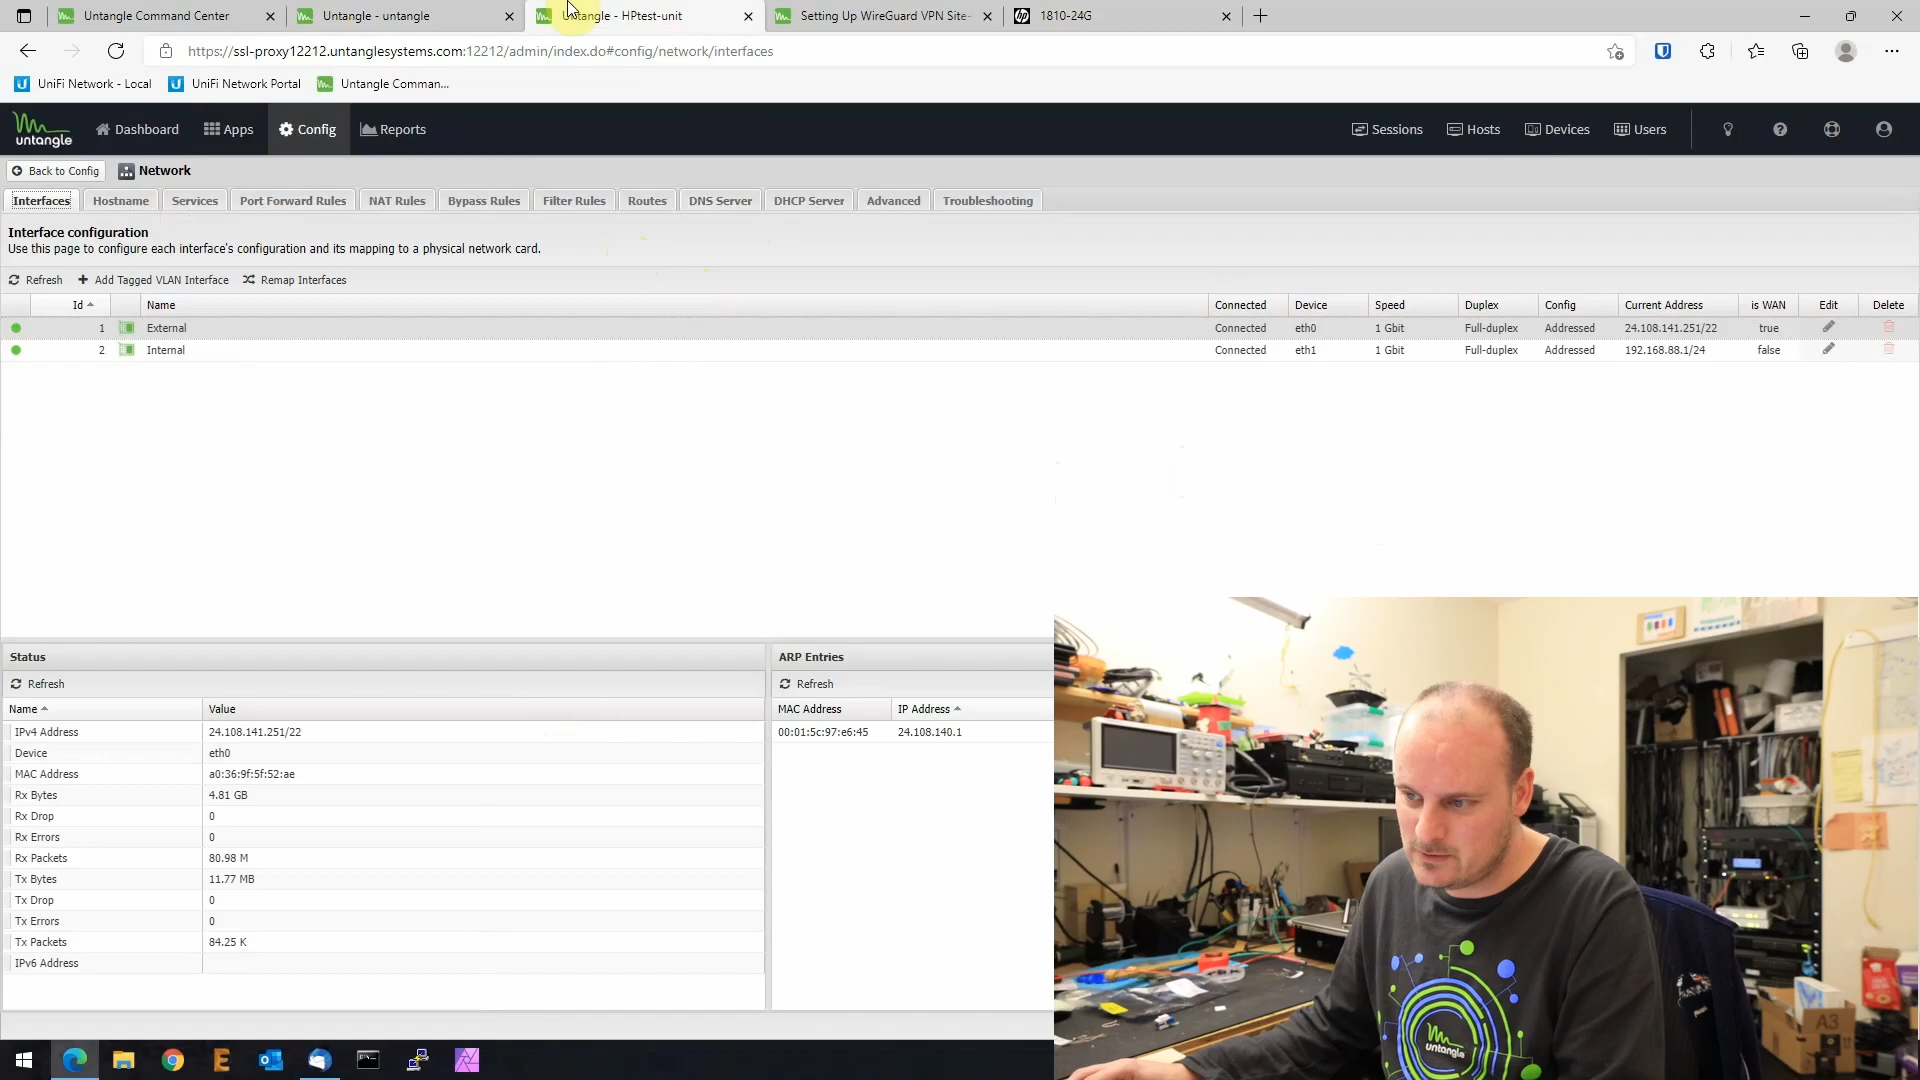 Untangle Command Center
Untangle - untangle
Untangle - HPtest-unit
Setting Up WireGuard VPN Site-
1810-24G
https://ssl-proxy12212.untanglesystems.com:12212/admin/index.do#config/network/interfaces
UniFi Network - Local
UniFi Network Portal
Untangle Comman...
untangle
Dashboard
Apps
Config
Reports
Sessions
Hosts
Devices
Users
Back to Config
Network
Interfaces
Hostname
Services
Port Forward Rules
NAT Rules
Bypass Rules
Filter Rules
Routes
DNS Server
DHCP Server
Advanced
Troubleshooting
Interface configuration
Use this page to configure each interface's configuration and its mapping to a physical network card.
Refresh
Add Tagged VLAN Interface
Remap Interfaces
Id Name Connected Device Speed Duplex Config Current Address is WAN Edit Delete
1 External Connected eth0 1 Gbit Full-duplex Addressed 24.108.141.251/22 true
2 Internal Connected eth1 1 Gbit Full-duplex Addressed 192.168.88.1/24 false
Status
Refresh
Name Value
IPv4 Address 24.108.141.251/22
Device eth0
MAC Address a0:36:9f:5f:52:ae
Rx Bytes 4.81 GB
Rx Drop 0
Rx Errors 0
Rx Packets 80.98 M
Tx Bytes 11.77 MB
Tx Drop 0
Tx Errors 0
Tx Packets 84.25 K
IPv6 Address
ARP Entries
Refresh
MAC Address IP Address
00:01:5c:97:e6:45 24.108.140.1
untangle
A3